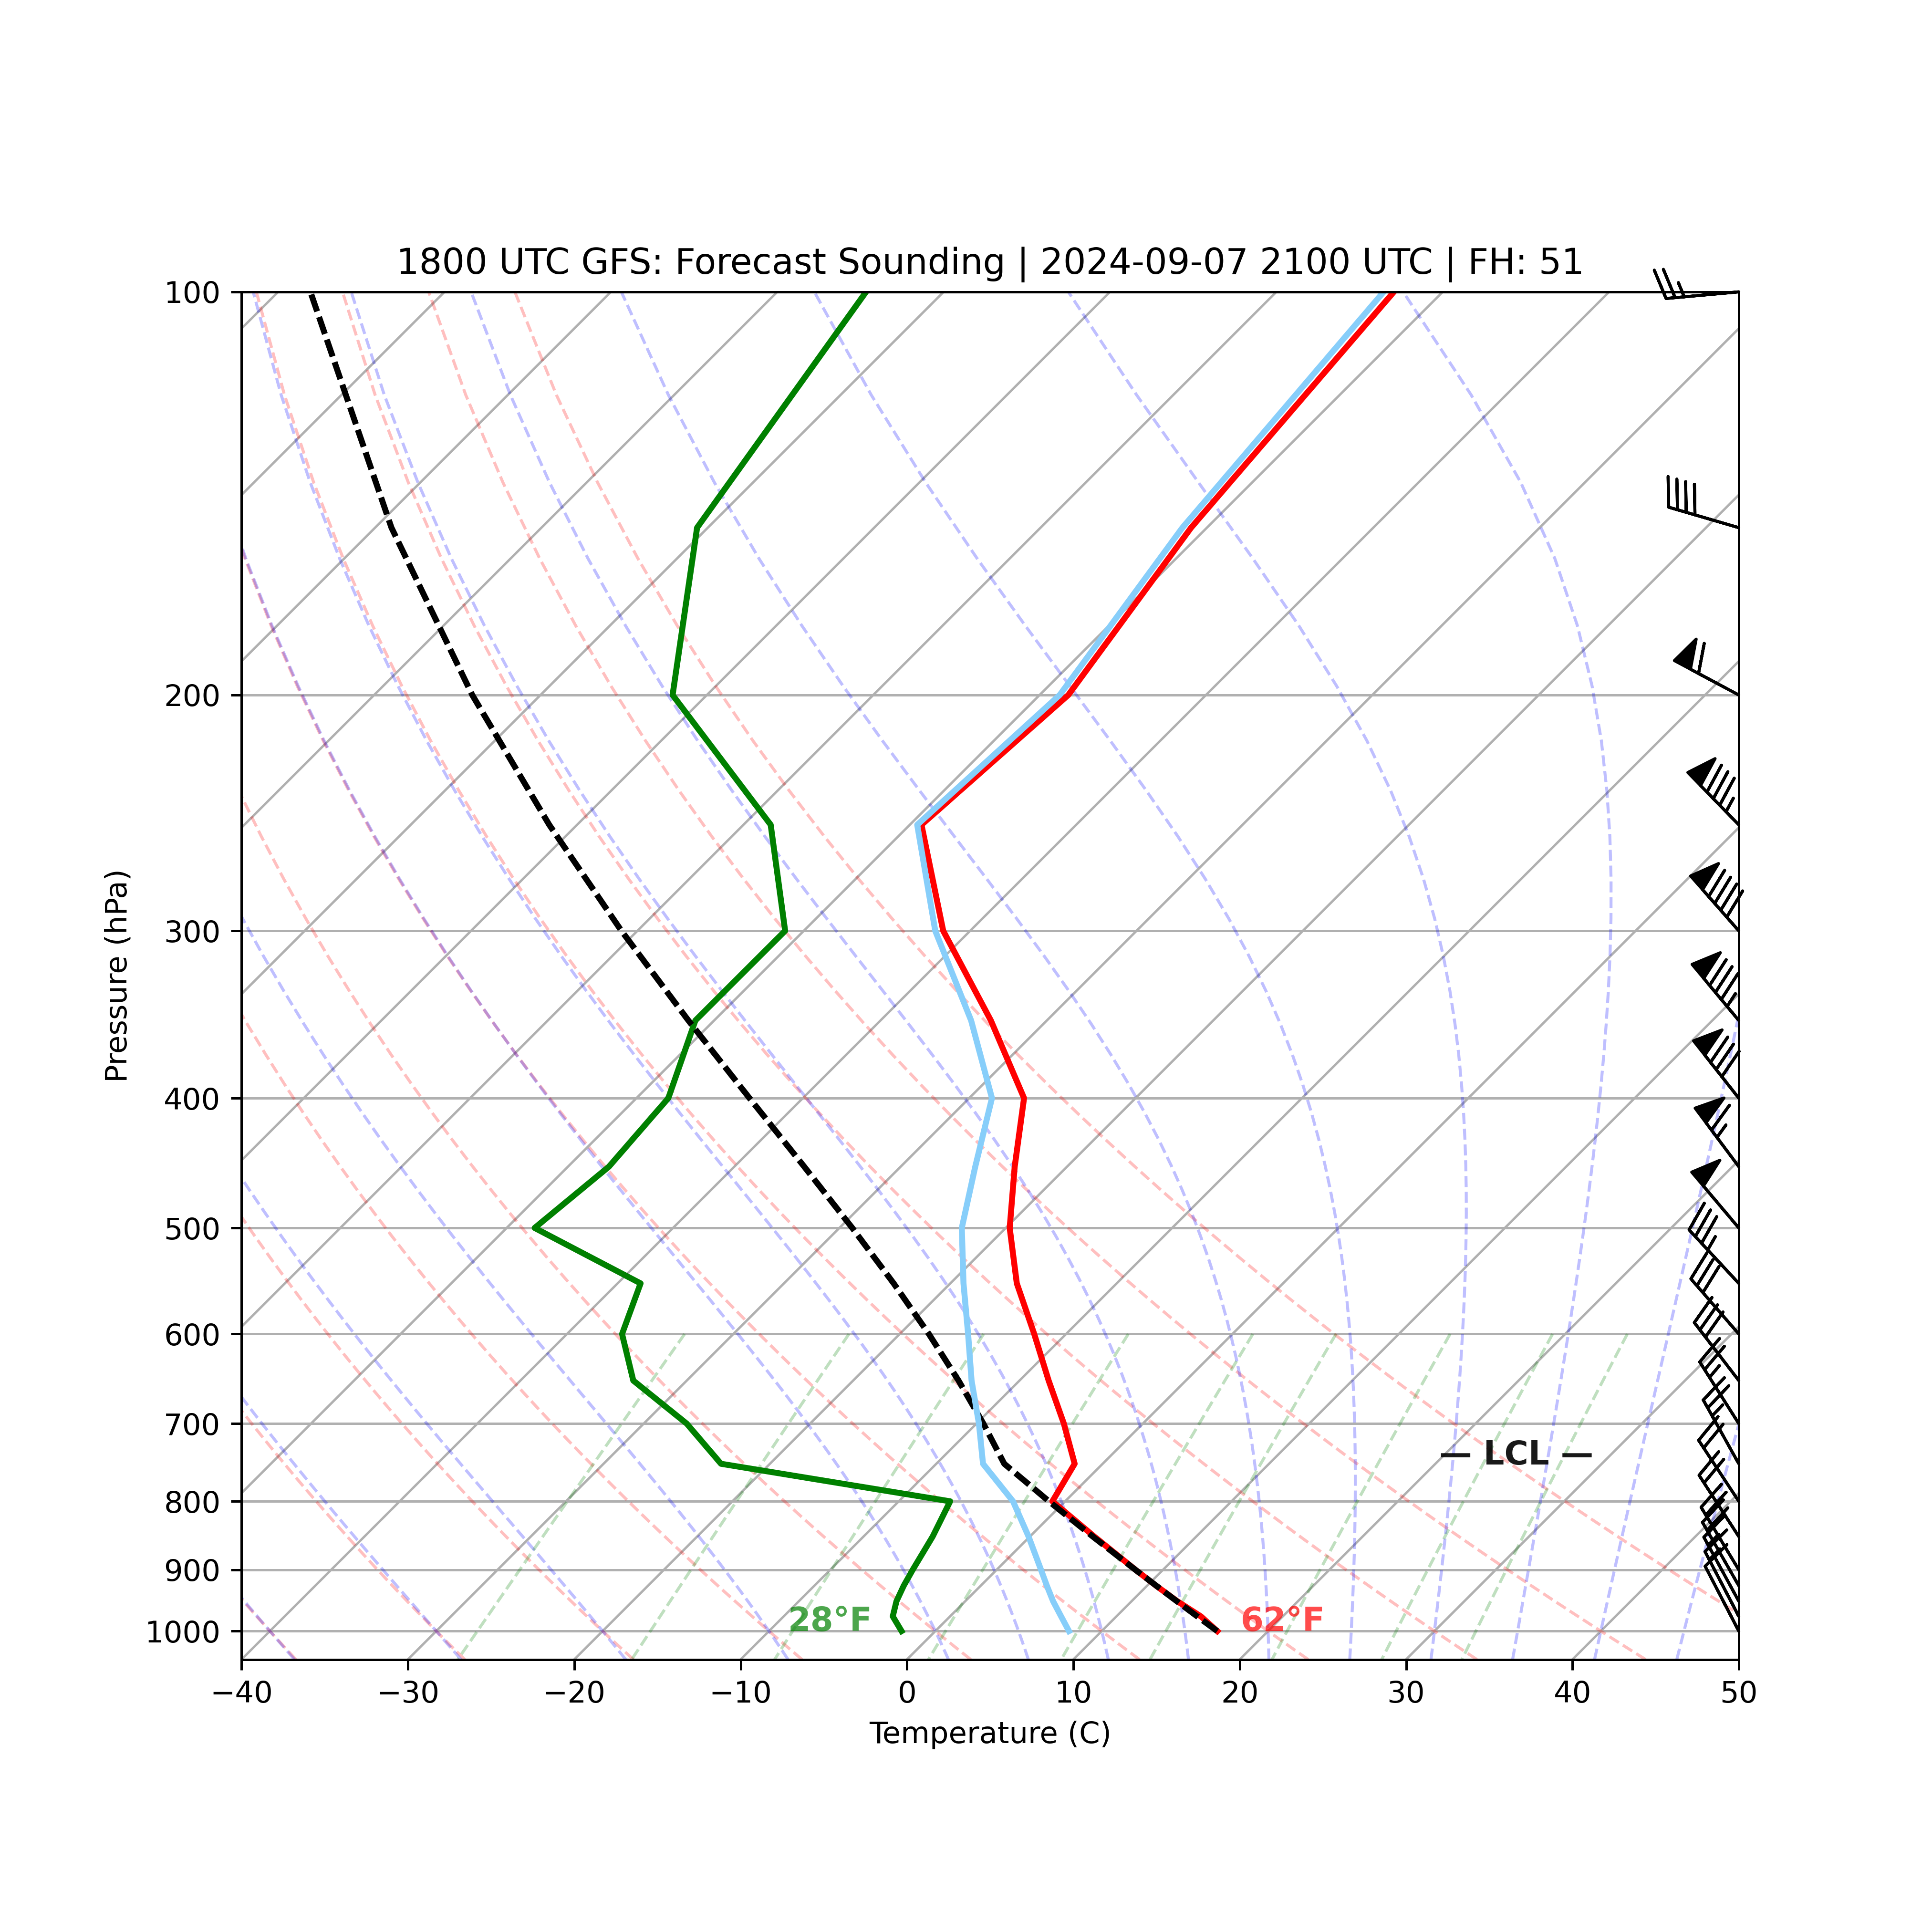 1800 UTC GFS: Forecast Sounding | 2024-09-07 2100 UTC | FH: 51
100
200
300
400
500
600
700
800
900
1000
Pressure (hPa)
— LCL —
28°F
62°F
−40 −30 −20 −10 0 10 20 30 40 50
Temperature (C)